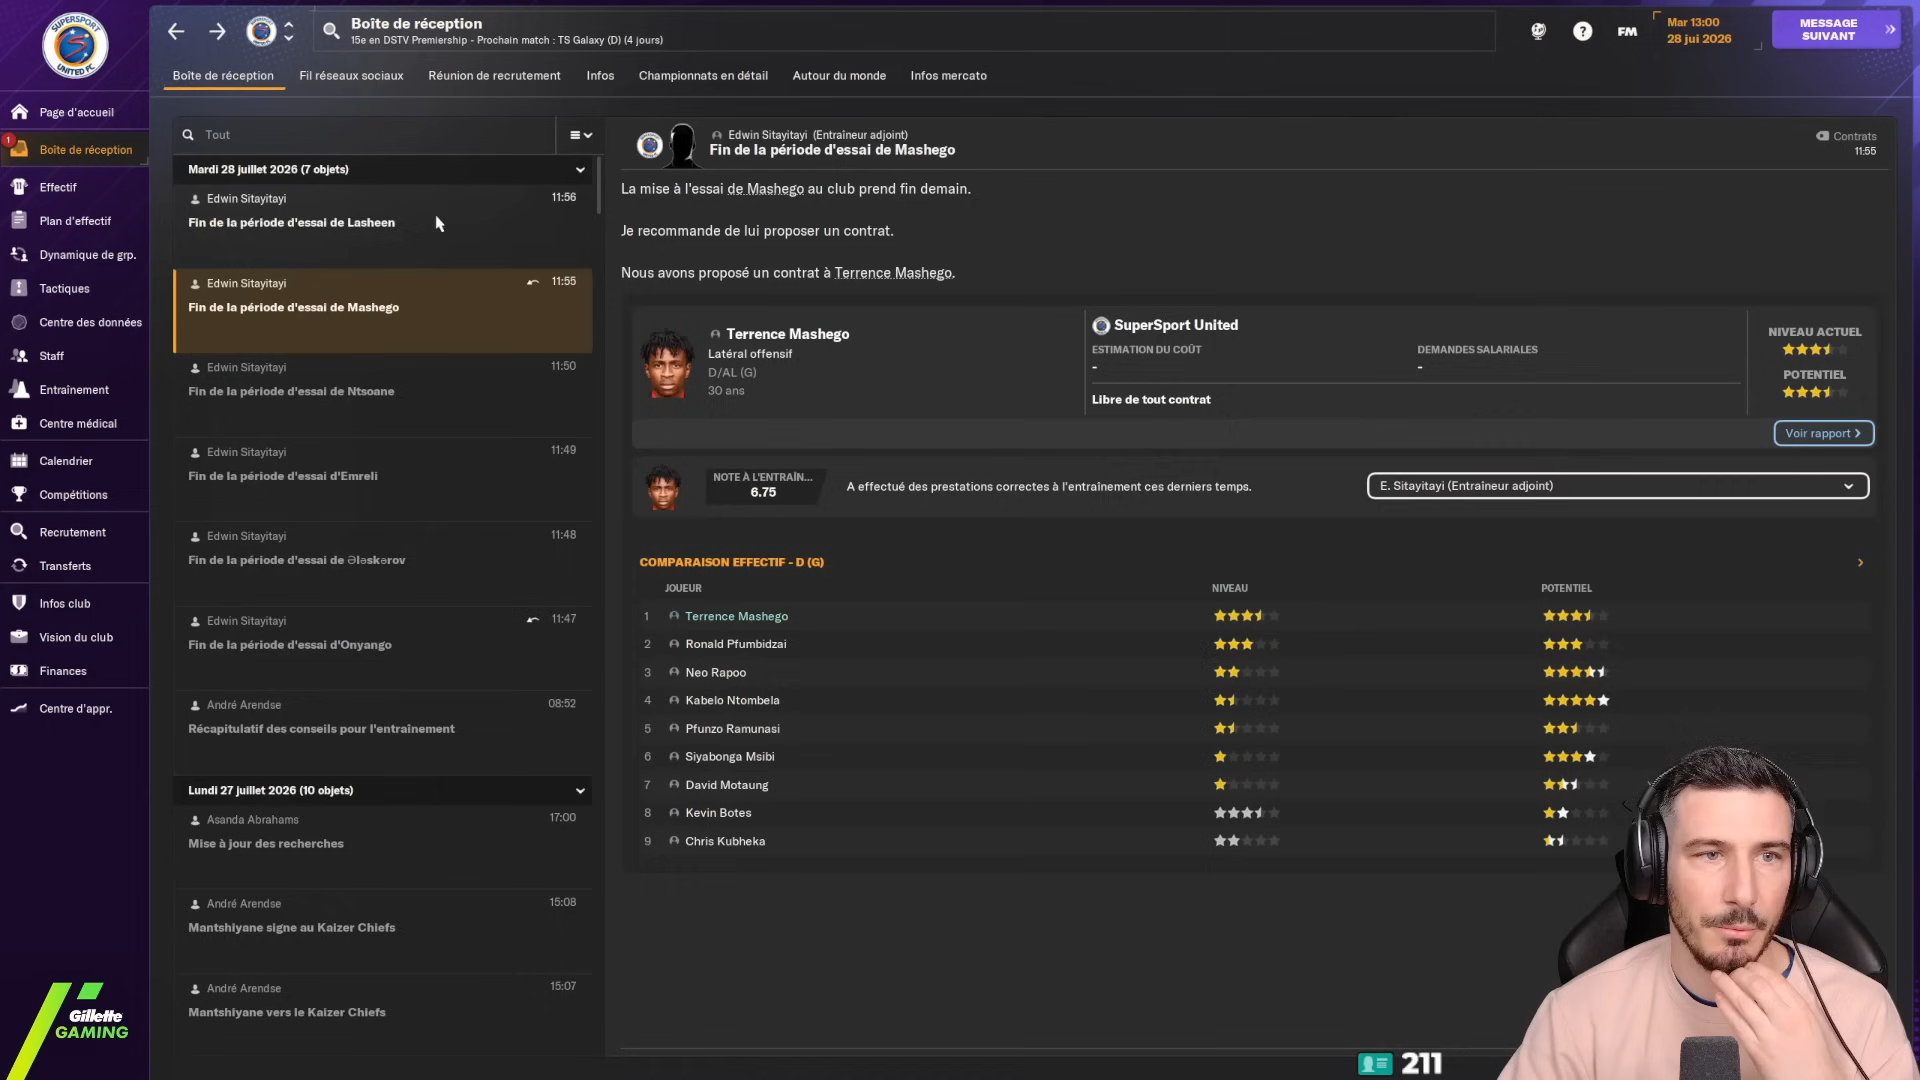 SUPERSPORT
UNITED FC
Boîte de réception
15e en DSTV Premiership - Prochain match : TS Galaxy (D) (4 jours)
FM
Mar 13:00
28 jui 2026
MESSAGE
SUIVANT
Boîte de réception
Fil réseaux sociaux
Réunion de recrutement
Infos
Championnats en détail
Autour du monde
Infos mercato
Page d'accueil
1
Boîte de réception
Effectif
Plan d'effectif
Dynamique de grp.
Tactiques
Centre des données
Staff
Entraînement
Centre médical
Calendrier
Compétitions
Recrutement
Transferts
Infos club
Vision du club
Finances
Centre d'appr.
Gillette
GAMING
Tout
Mardi 28 juillet 2026 (7 objets)
Edwin Sitayitayi 11:56
Fin de la période d'essai de Lasheen
Edwin Sitayitayi 11:55
Fin de la période d'essai de Mashego
Edwin Sitayitayi 11:50
Fin de la période d'essai de Ntsoane
Edwin Sitayitayi 11:49
Fin de la période d'essai d'Emreli
Edwin Sitayitayi 11:48
Fin de la période d'essai de Ələskərov
Edwin Sitayitayi 11:47
Fin de la période d'essai d'Onyango
André Arendse 08:52
Récapitulatif des conseils pour l'entraînement
Lundi 27 juillet 2026 (10 objets)
Asanda Abrahams 17:00
Mise à jour des recherches
André Arendse 15:08
Mantshiyane signe au Kaizer Chiefs
André Arendse 15:07
Mantshiyane vers le Kaizer Chiefs
Edwin Sitayitayi (Entraîneur adjoint)
Fin de la période d'essai de Mashego
Contrats
11:55
La mise à l'essai de Mashego au club prend fin demain.
Je recommande de lui proposer un contrat.
Nous avons proposé un contrat à Terrence Mashego.
Terrence Mashego
Latéral offensif
D/AL (G)
30 ans
SuperSport United
ESTIMATION DU COÛT DEMANDES SALARIALES
- -
Libre de tout contrat
NIVEAU ACTUEL
POTENTIEL
Voir rapport
NOTE À L'ENTRAÎN...
6.75
A effectué des prestations correctes à l'entraînement ces derniers temps.
E. Sitayitayi (Entraîneur adjoint)
COMPARAISON EFFECTIF - D (G)
JOUEUR NIVEAU POTENTIEL
1 Terrence Mashego
2 Ronald Pfumbidzai
3 Neo Rapoo
4 Kabelo Ntombela
5 Pfunzo Ramunasi
6 Siyabonga Msibi
7 David Motaung
8 Kevin Botes
9 Chris Kubheka
211